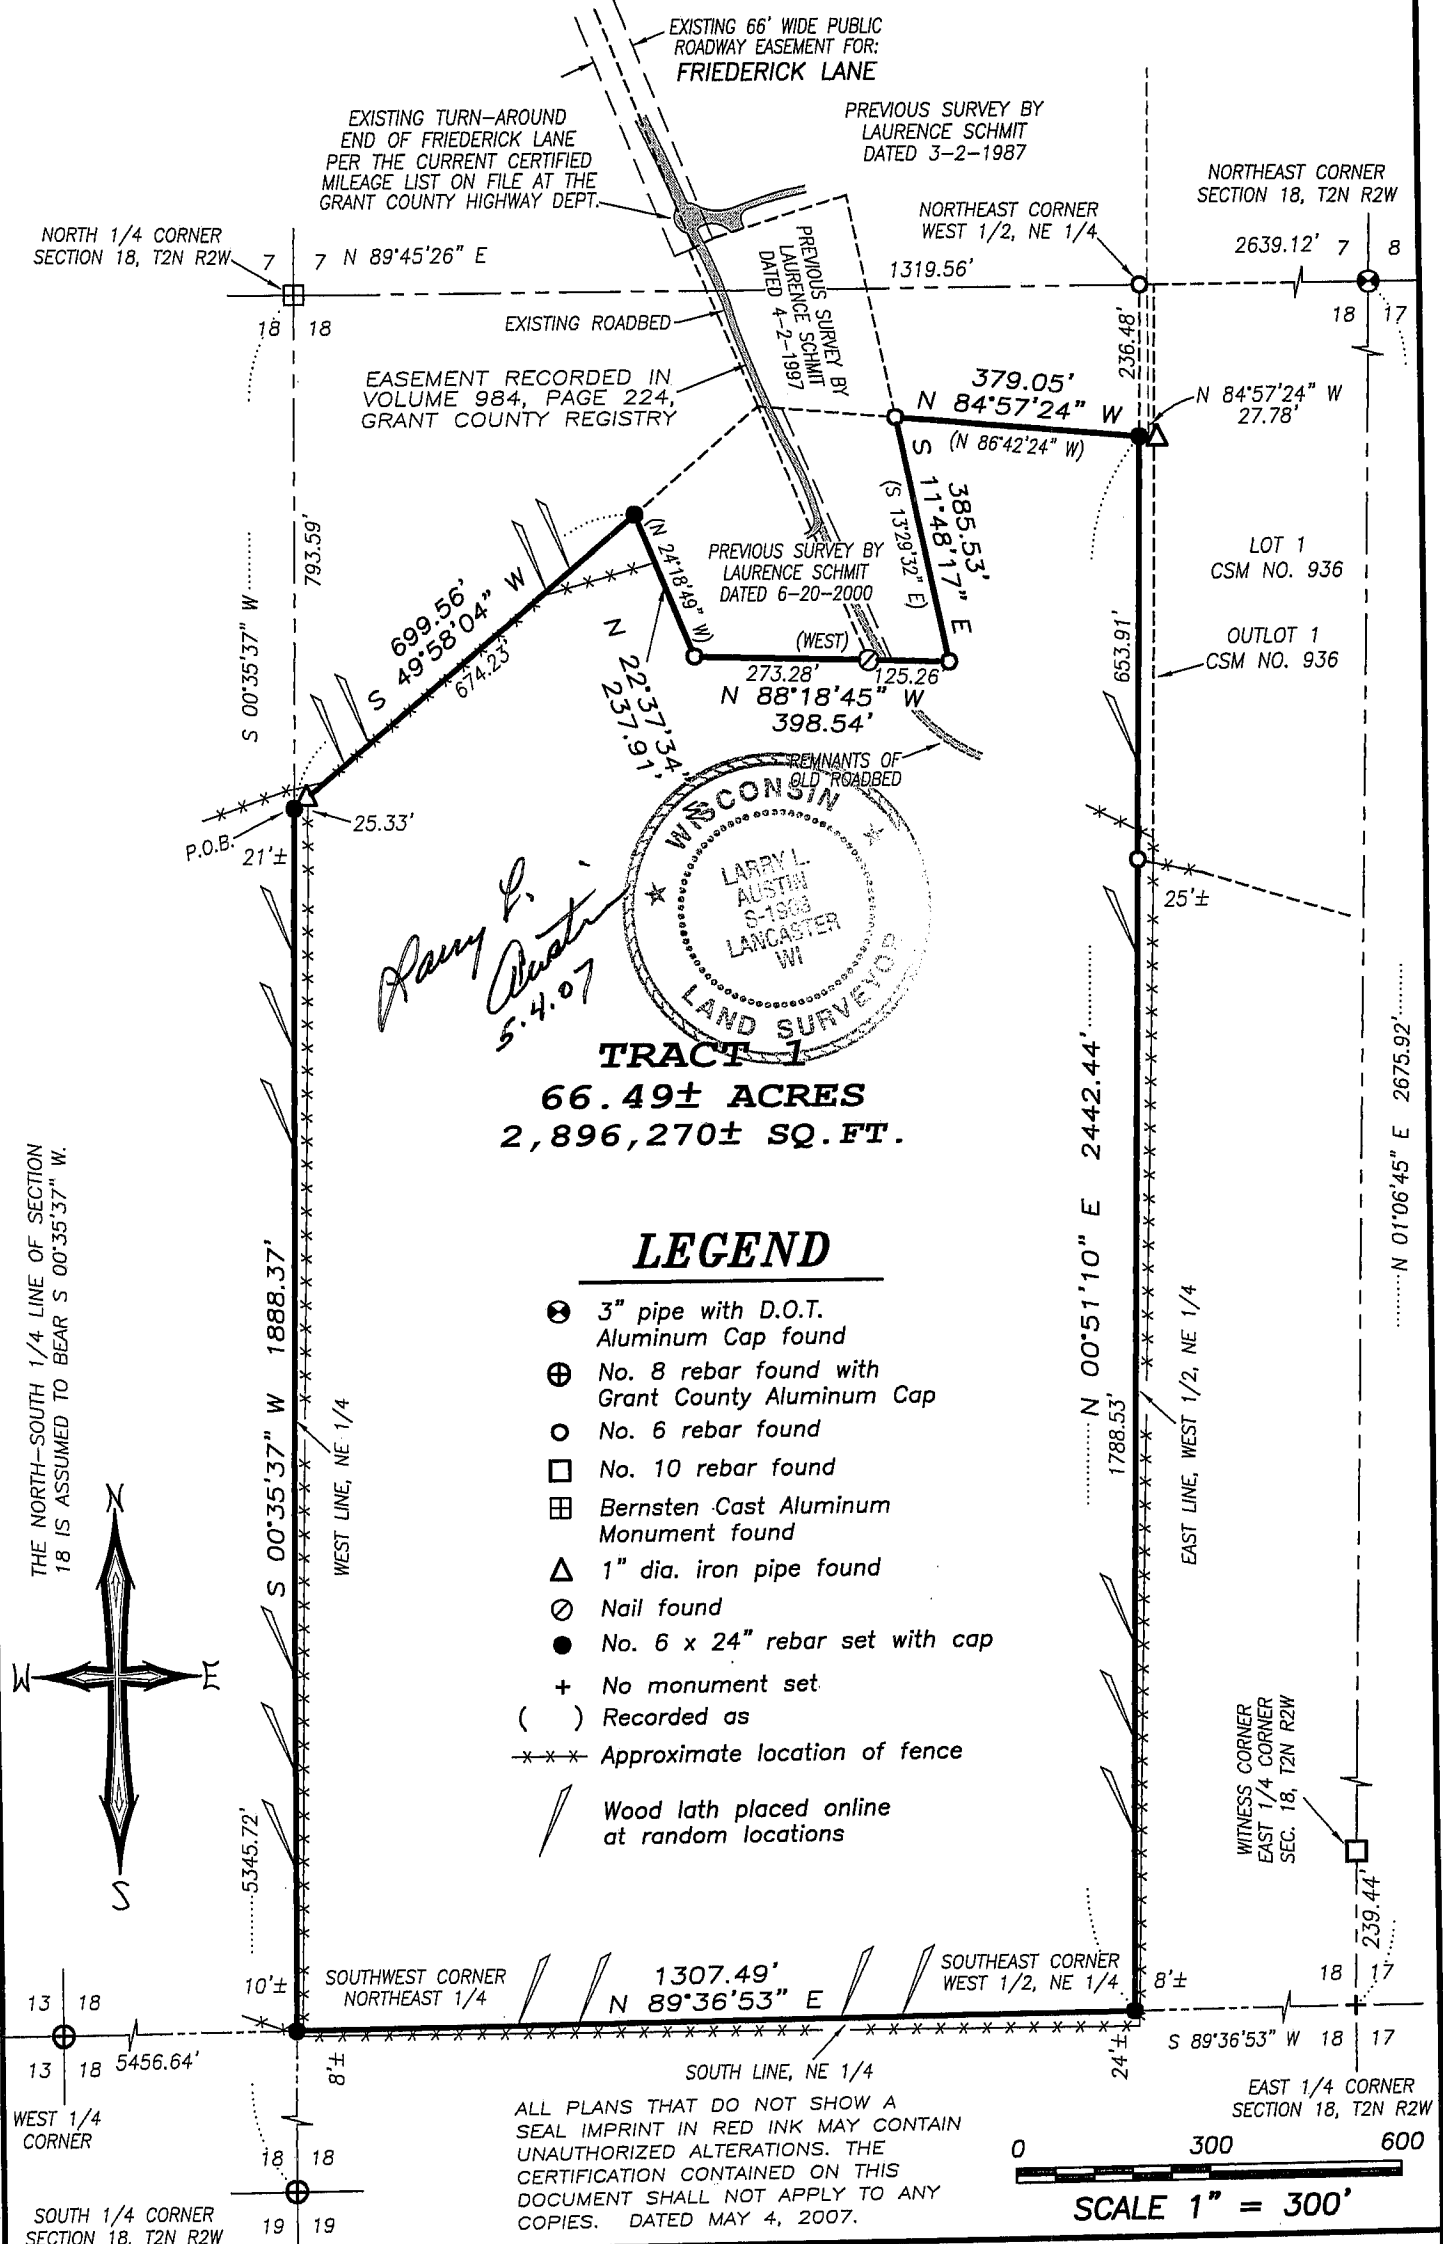 EXISTING 66' WIDE PUBLIC
ROADWAY EASEMENT FOR:
FRIEDERICK LANE
EXISTING TURN-AROUND
END OF FRIEDERICK LANE
PER THE CURRENT CERTIFIED
MILEAGE LIST ON FILE AT THE
GRANT COUNTY HIGHWAY DEPT.
PREVIOUS SURVEY BY
LAURENCE SCHMIT
DATED 3-2-1987
NORTHEAST CORNER
SECTION 18, T2N R2W
NORTHEAST CORNER
WEST 1/2, NE 1/4
NORTH 1/4 CORNER
SECTION 18, T2N R2W
7 7 N 89°45'26" E
1319.56'
2639.12' 7 8
18 18
18 17
EXISTING ROADBED
PREVIOUS SURVEY BY
LAURENCE SCHMIT
DATED 4-2-1997
236.48'
EASEMENT RECORDED IN
VOLUME 984, PAGE 224,
GRANT COUNTY REGISTRY
379.05'
N 84°57'24" W
(N 86°42'24" W)
N 84°57'24" W
27.78'
385.53'
S 11°48'17" E
(S 13°29'32" E)
793.59'
S 00°35'37" W
PREVIOUS SURVEY BY
LAURENCE SCHMIT
DATED 6-20-2000
LOT 1
CSM NO. 936
OUTLOT 1
CSM NO. 936
699.56'
S 49°58'04" W
674.23'
(N 24°18'49" W)
N 22°37'34" W
237.91'
(WEST)
273.28' 125.26'
N 88°18'45" W
398.54'
653.91'
REMNANTS OF
OLD ROADBED
P.O.B.
25.33'
21'±
25'±
WISCONSIN
LARRY L.
AUSTIN
LANCASTER
WI
LAND SURVEYOR
Larry L.
Austin
5.4.07
TRACT 1
66.49± ACRES
2,896,270± SQ.FT.
THE NORTH-SOUTH 1/4 LINE OF SECTION
18 IS ASSUMED TO BEAR S 00°35'37" W.
S 00°35'37" W 1888.37'
WEST LINE, NE 1/4
N 00°51'10" E 2442.44'
1788.53'
EAST LINE, WEST 1/2, NE 1/4
N 01°06'45" E 2675.92'
LEGEND
3" pipe with D.O.T.
Aluminum Cap found
No. 8 rebar found with
Grant County Aluminum Cap
No. 6 rebar found
No. 10 rebar found
Bernsten Cast Aluminum
Monument found
1" dia. iron pipe found
Nail found
No. 6 x 24" rebar set with cap
+ No monument set
( ) Recorded as
-x-x-x- Approximate location of fence
Wood lath placed online
at random locations
N
W E
S
5345.72'
WITNESS CORNER
EAST 1/4 CORNER
SEC. 18, T2N R2W
239.44'
10'±
SOUTHWEST CORNER
NORTHEAST 1/4
1307.49'
N 89°36'53" E
SOUTHEAST CORNER
WEST 1/2, NE 1/4
8'±
18 17
13 18
13 18 5456.64'
8'±
24'±
S 89°36'53" W 18 17
SOUTH LINE, NE 1/4
WEST 1/4
CORNER
EAST 1/4 CORNER
SECTION 18, T2N R2W
ALL PLANS THAT DO NOT SHOW A
SEAL IMPRINT IN RED INK MAY CONTAIN
UNAUTHORIZED ALTERATIONS. THE
CERTIFICATION CONTAINED ON THIS
DOCUMENT SHALL NOT APPLY TO ANY
COPIES. DATED MAY 4, 2007.
0 300 600
SCALE 1" = 300'
18 18
19 19
SOUTH 1/4 CORNER
SECTION 18, T2N R2W